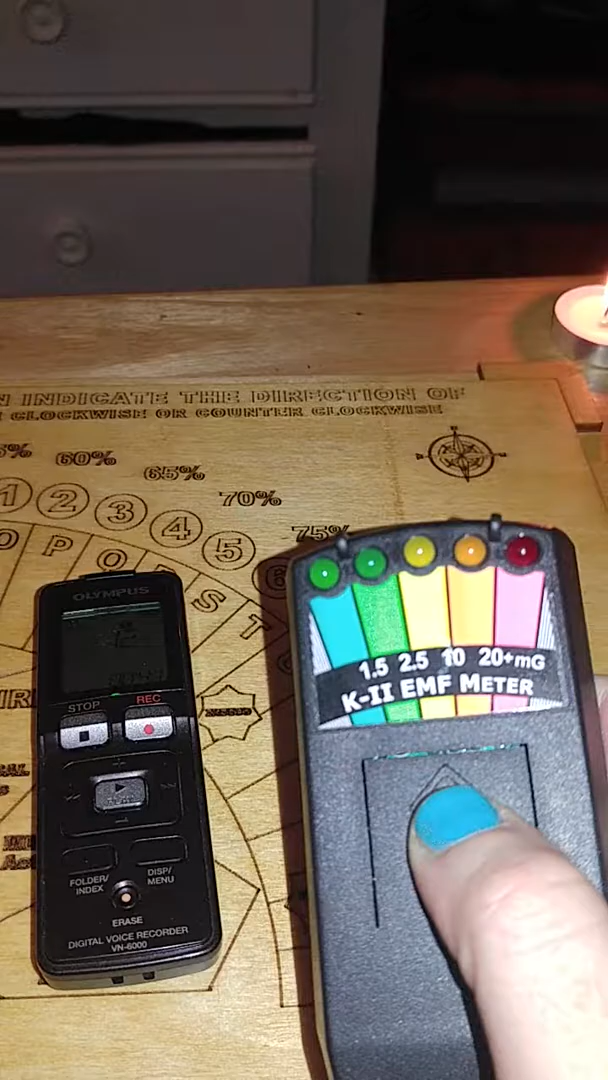 N INDICATE THE DIRECTION OF
CLOCKWISE OR COUNTER CLOCKWISE
5% 60% 65% 70% 75%
1 2 3 4 5
O P Q R S T
OLYMPUS
STOP REC
FOLDER/
INDEX
DISP/
MENU
ERASE
DIGITAL VOICE RECORDER
VN-6000
1.5 2.5 10 20+mG
K-II EMF METER